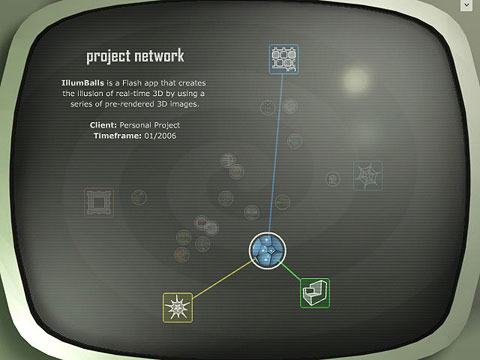 project network
IllumBalls is a Flash app that creates
the illusion of real-time 3D by using a
series of pre-rendered 3D images.
Client: Personal Project
Timeframe: 01/2006